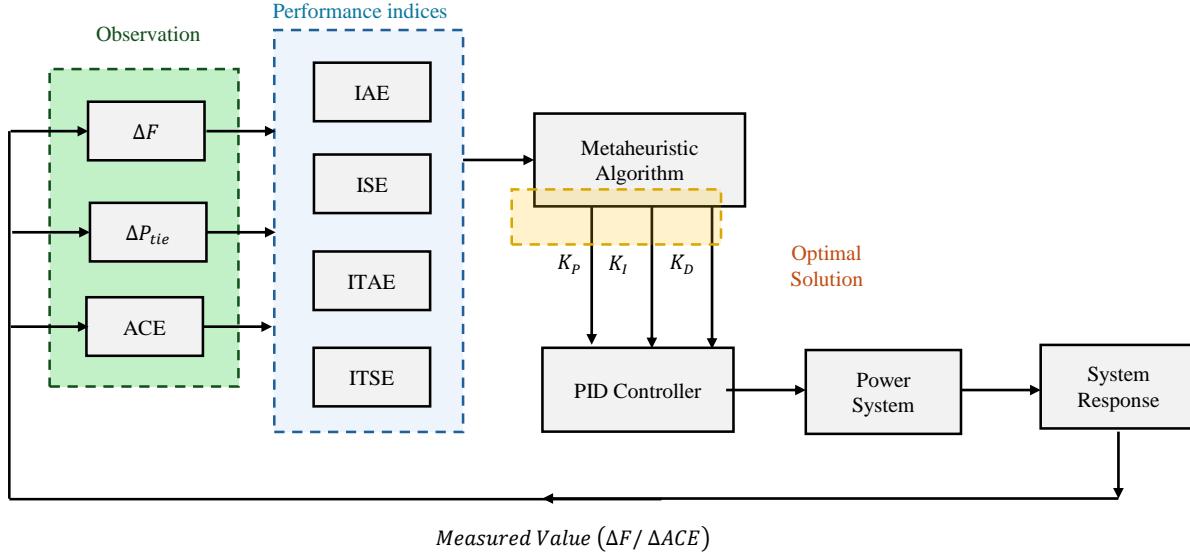 Performance indices
Observation
IAE
ΔF
Metaheuristic
Algorithm
ISE
ΔP_tie
K_P K_I K_D
Optimal
Solution
ITAE
ACE
ITSE
PID Controller
Power
System
System
Response
Measured Value (ΔF/ ΔACE)